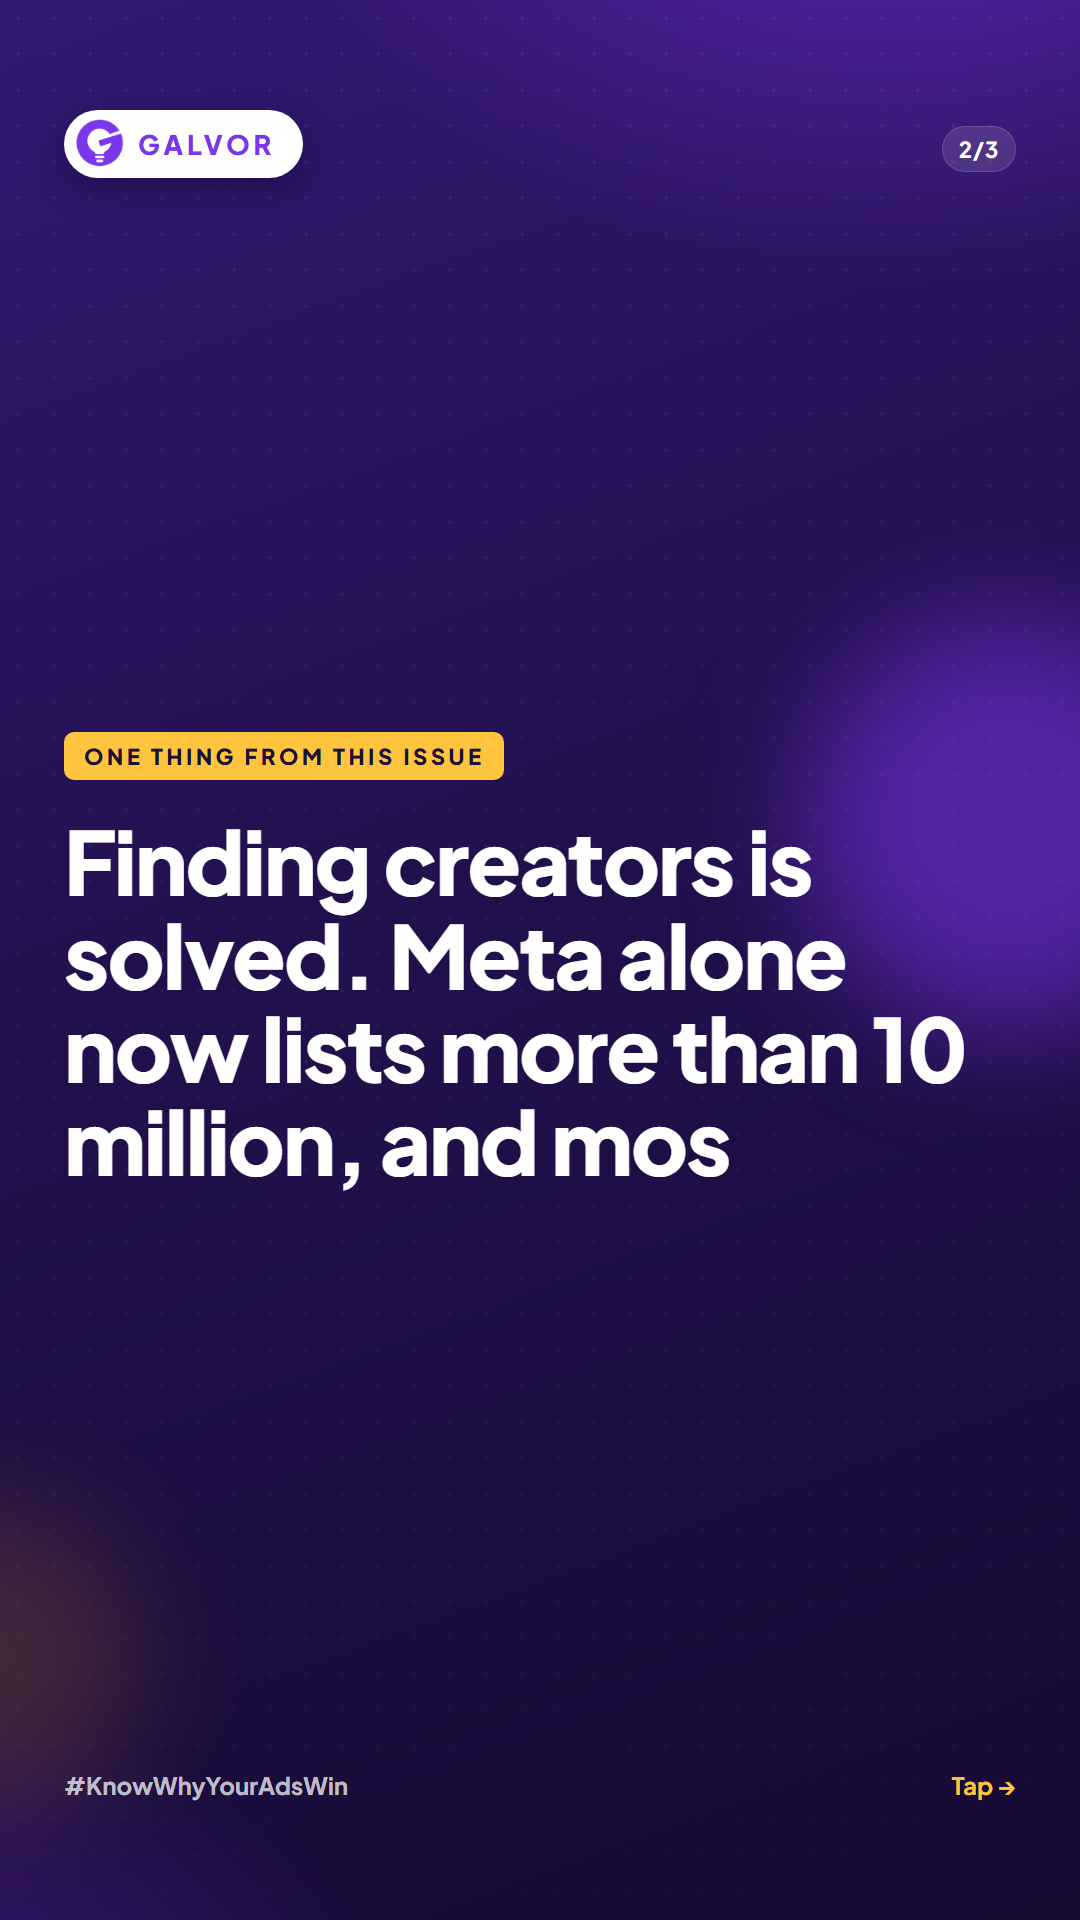 GALVOR
2/3
ONE THING FROM THIS ISSUE
Finding creators is
solved. Meta alone
now lists more than 10
million, and mos
#KnowWhyYourAdsWin
Tap →